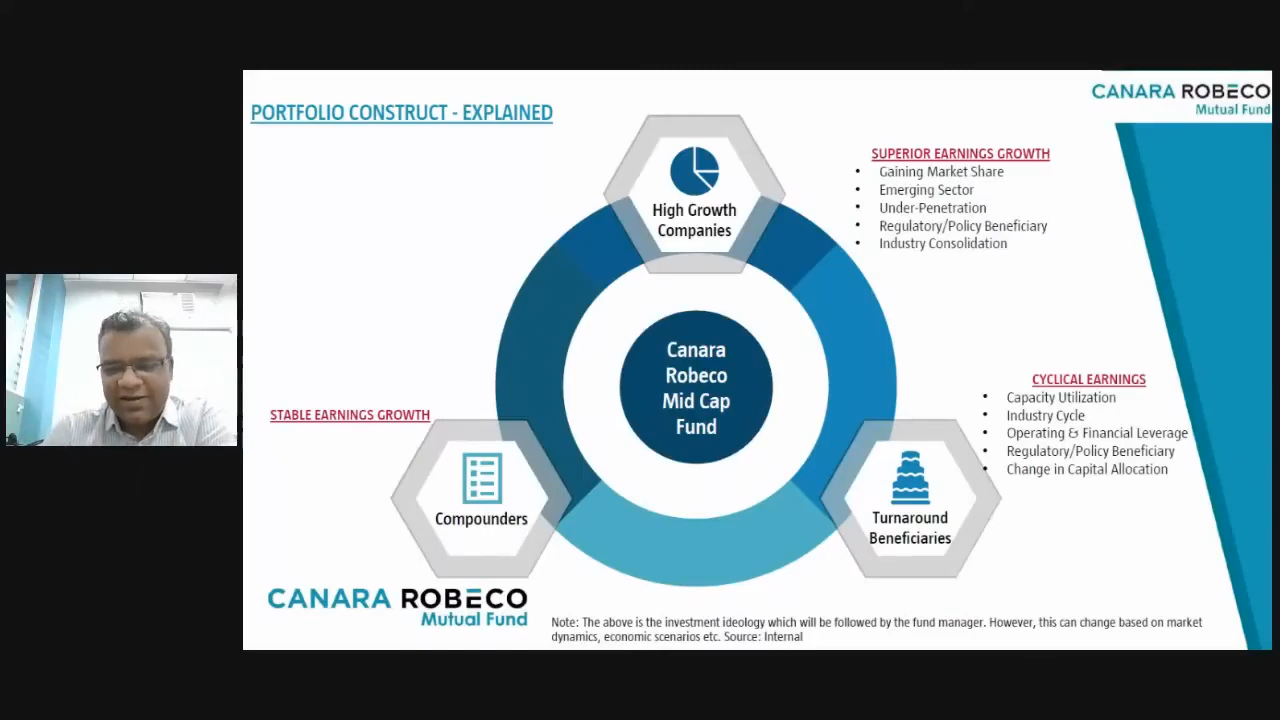 PORTFOLIO CONSTRUCT - EXPLAINED
CANARA ROBECO
Mutual Fund
High Growth
Companies
SUPERIOR EARNINGS GROWTH
• Gaining Market Share
• Emerging Sector
• Under-Penetration
• Regulatory/Policy Beneficiary
• Industry Consolidation
Canara
Robeco
Mid Cap
Fund
CYCLICAL EARNINGS
• Capacity Utilization
• Industry Cycle
• Operating & Financial Leverage
• Regulatory/Policy Beneficiary
• Change in Capital Allocation
STABLE EARNINGS GROWTH
Compounders
Turnaround
Beneficiaries
CANARA ROBECO
Mutual Fund
Note: The above is the investment ideology which will be followed by the fund manager. However, this can change based on market
dynamics, economic scenarios etc. Source: Internal